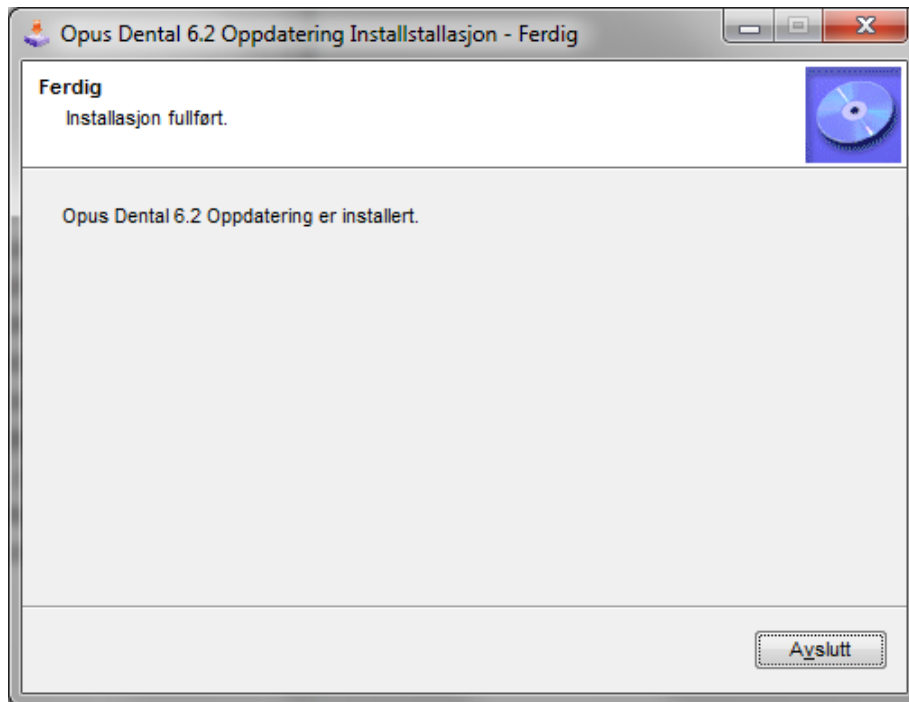 Opus Dental 6.2 Oppdatering Installstallasjon - Ferdig
Ferdig
Installasjon fullført.
Opus Dental 6.2 Oppdatering er installert.
Avslutt